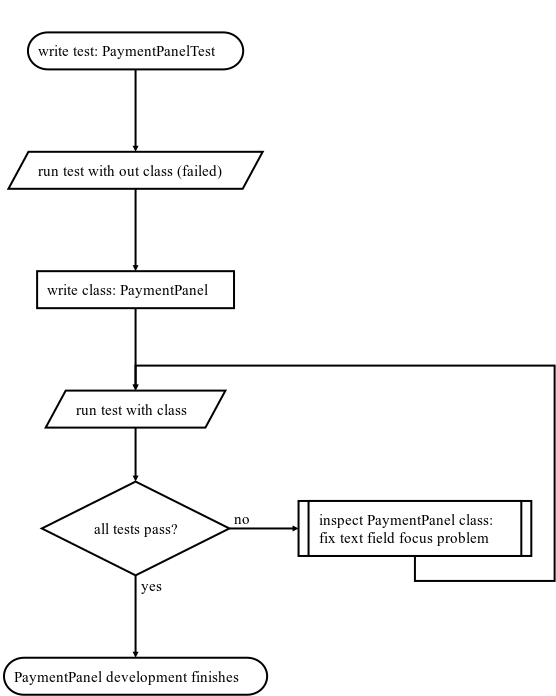 write test: PaymentPanelTest
run test with out class (failed)
write class: PaymentPanel
run test with class
all tests pass?
no
inspect PaymentPanel class:
fix text field focus problem
yes
PaymentPanel development finishes